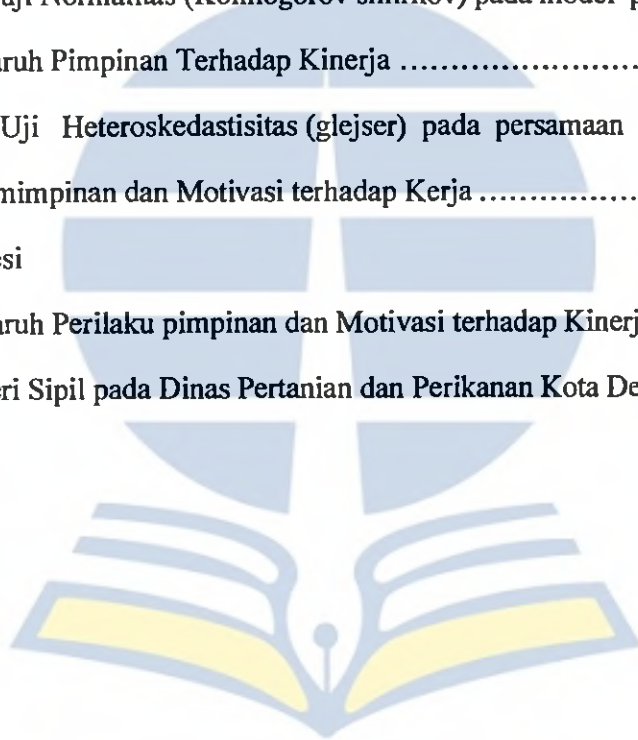 uji Normalitas (Kolmogorov smirnov) pada model
aruh Pimpinan Terhadap Kinerja ........................
Uji Heteroskedastisitas (glejser) pada persamaan
mimpinan dan Motivasi terhadap Kerja ...................
esi
aruh Perilaku pimpinan dan Motivasi terhadap Kinerj
eri Sipil pada Dinas Pertanian dan Perikanan Kota De